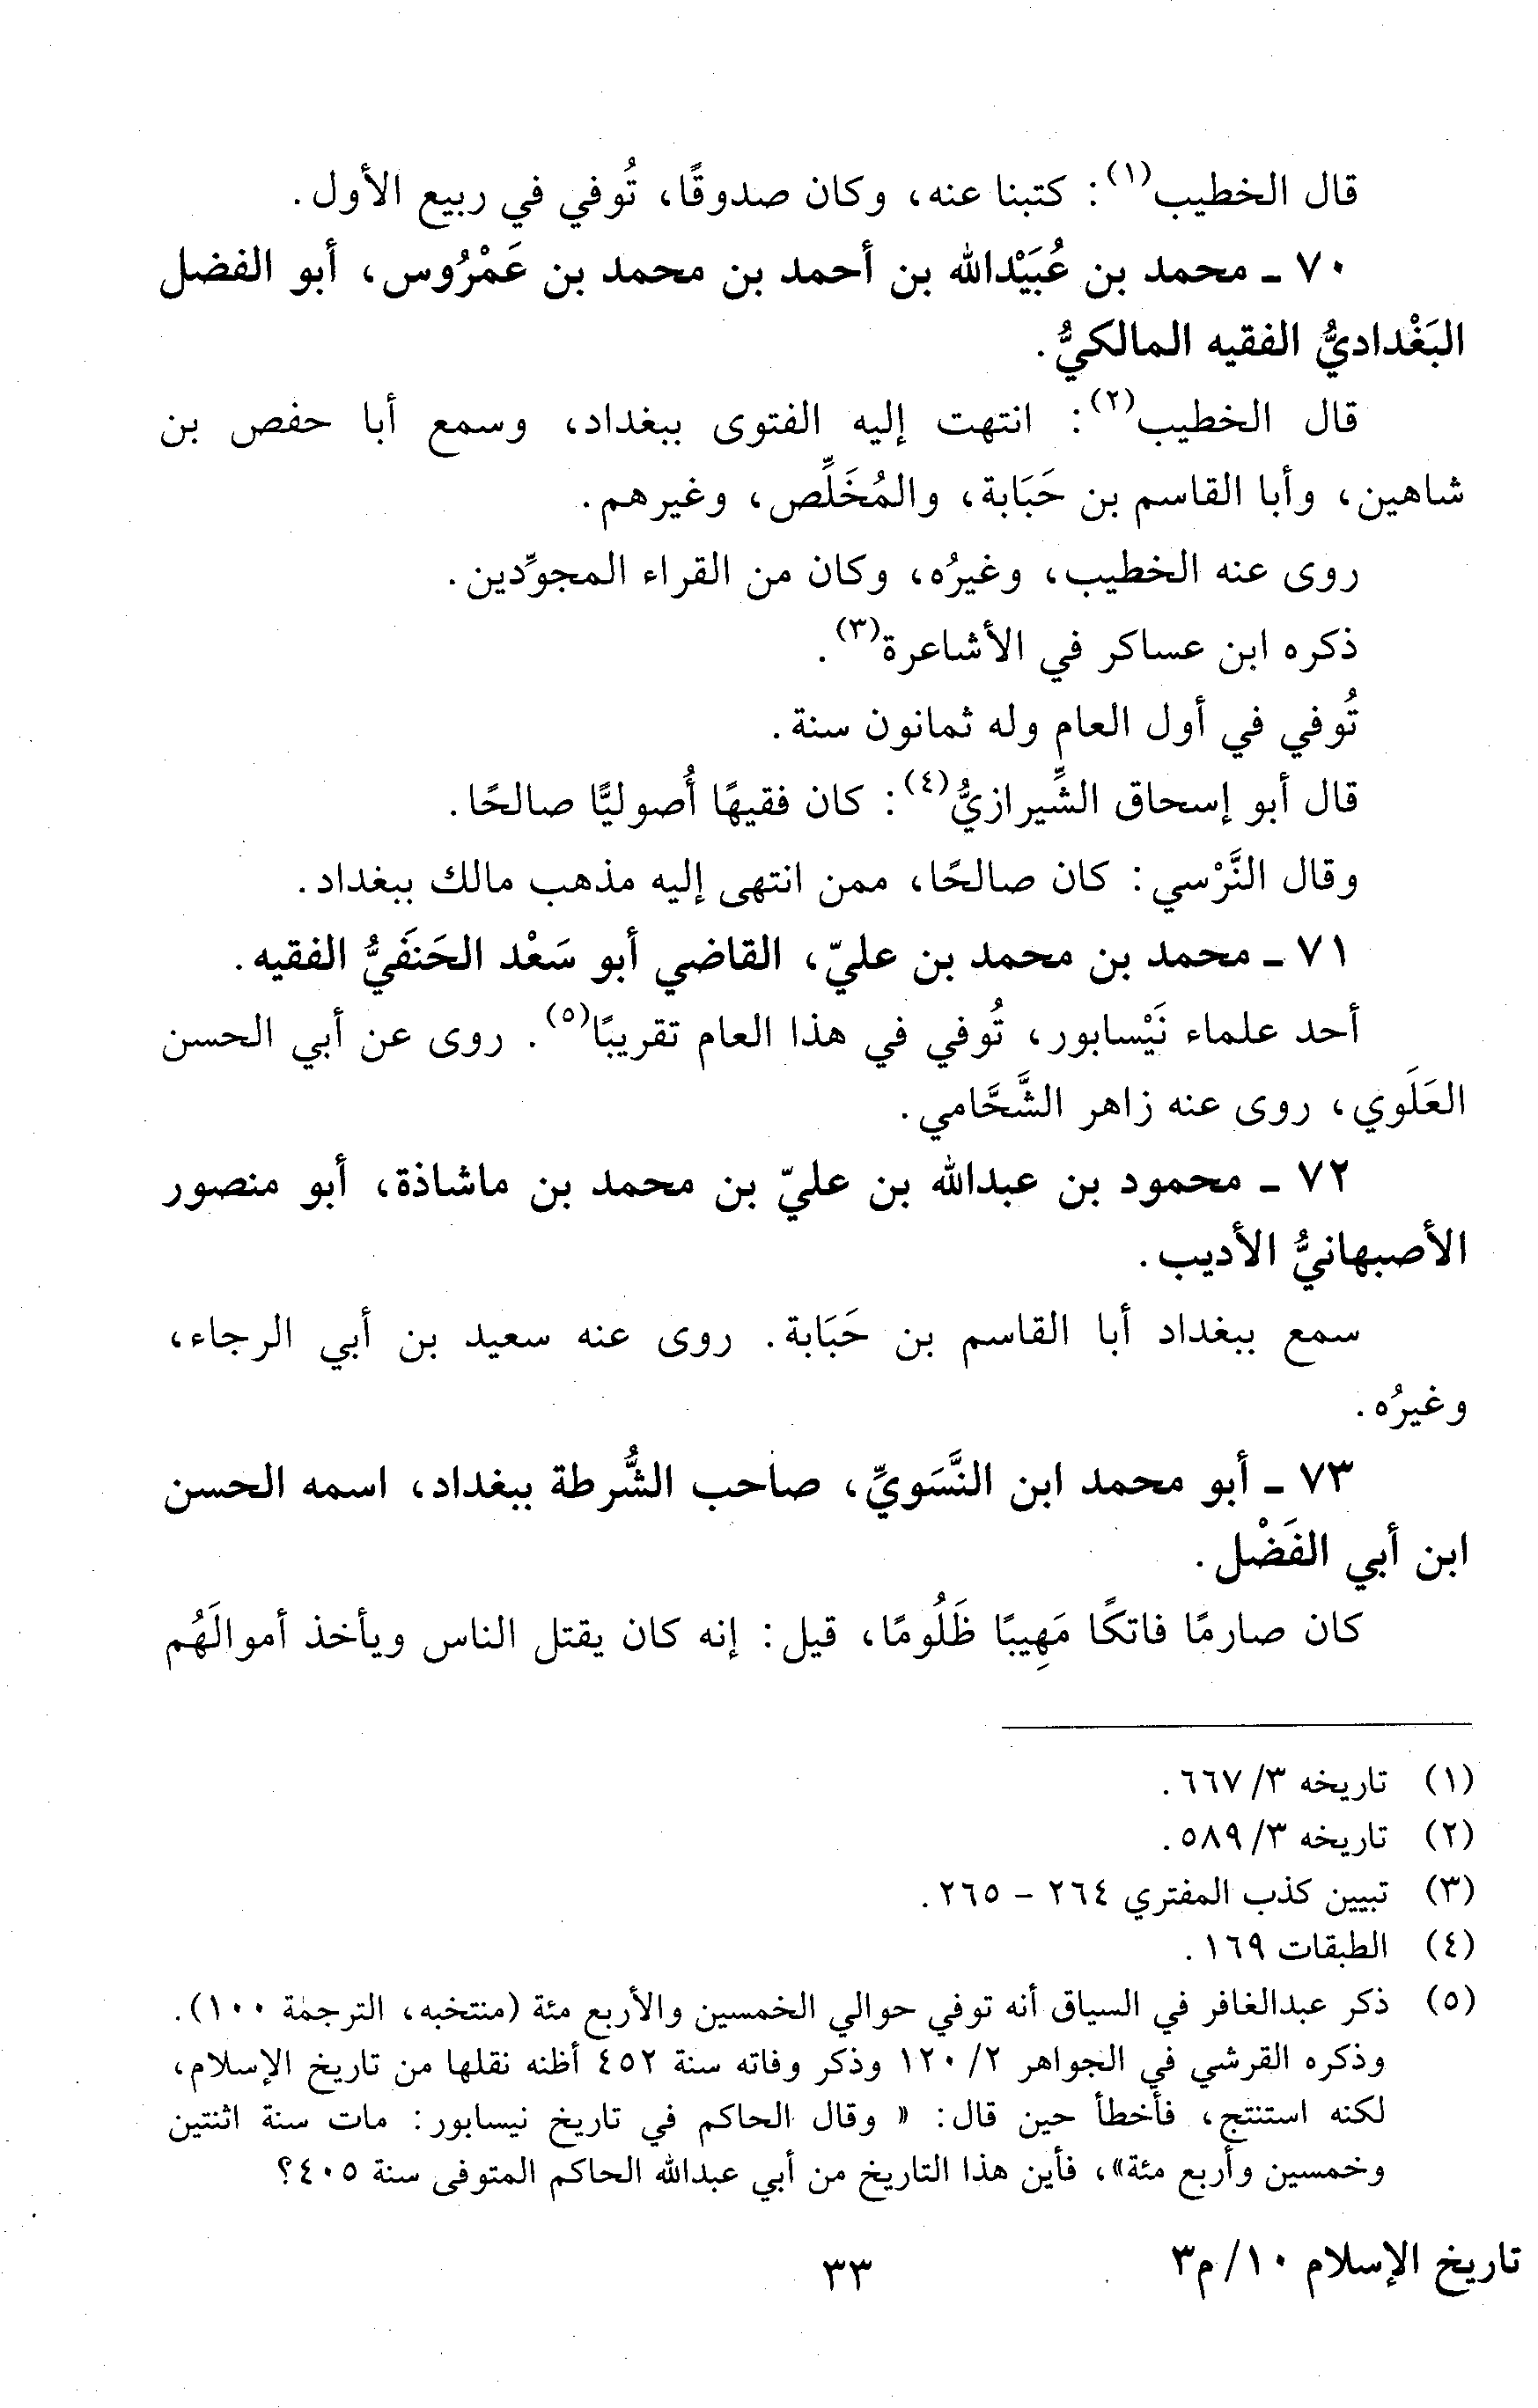 قال الخطيب(١): كتبنا عنه، وكان صدوقًا، تُوفي في ربيع الأول.
٧٠ ـ محمد بن عُبَيْدالله بن أحمد بن محمد بن عَمْرُوس، أبو الفضل
البَغْداديُّ الفقيه المالكيُّ.
قال الخطيب(٢): انتهت إليه الفتوى ببغداد، وسمع أبا حفص بن
شاهين، وأبا القاسم بن حَبَابة، والمُخَلِّص، وغيرهم.
روى عنه الخطيب، وغيرُه، وكان من القراء المجوِّدين.
ذكره ابن عساكر في الأشاعرة(٣).
تُوفي في أول العام وله ثمانون سنة.
قال أبو إسحاق الشِّيرازيُّ(٤): كان فقيهًا أُصوليًّا صالحًا.
وقال النَّرْسي: كان صالحًا، ممن انتهى إليه مذهب مالك ببغداد.
٧١ ـ محمد بن محمد بن عليّ، القاضي أبو سَعْد الحَنَفيُّ الفقيه.
أحد علماء نَيْسابور، تُوفي في هذا العام تقريبًا(٥). روى عن أبي الحسن
العَلَوي، روى عنه زاهر الشَّحَّامي.
٧٢ ـ محمود بن عبدالله بن عليّ بن محمد بن ماشاذة، أبو منصور
الأصبهانيُّ الأديب.
سمع ببغداد أبا القاسم بن حَبَابة. روى عنه سعيد بن أبي الرجاء،
وغيرُه.
٧٣ ـ أبو محمد ابن النَّسَويِّ، صاحب الشُّرطة ببغداد، اسمه الحسن
ابن أبي الفَضْل.
كان صارمًا فاتكًا مَهِيبًا ظَلُومًا، قيل: إنه كان يقتل الناس ويأخذ أموالَهُم
(١) تاريخه ٣/ ٦٦٧.
(٢) تاريخه ٣/ ٥٨٩.
(٣) تبيين كذب المفتري ٢٦٤ - ٢٦٥.
(٤) الطبقات ١٦٩.
(٥) ذكر عبدالغافر في السياق أنه توفي حوالي الخمسين والأربع مئة (منتخبه، الترجمة ١٠٠).
وذكره القرشي في الجواهر ٢/ ١٢٠ وذكر وفاته سنة ٤٥٢ أظنه نقلها من تاريخ الإسلام،
لكنه استنتج، فأخطأ حين قال: « وقال الحاكم في تاريخ نيسابور: مات سنة اثنتين
وخمسين وأربع مئة»، فأين هذا التاريخ من أبي عبدالله الحاكم المتوفى سنة ٤٠٥؟
تاريخ الإسلام ١٠/ م٣
٣٣